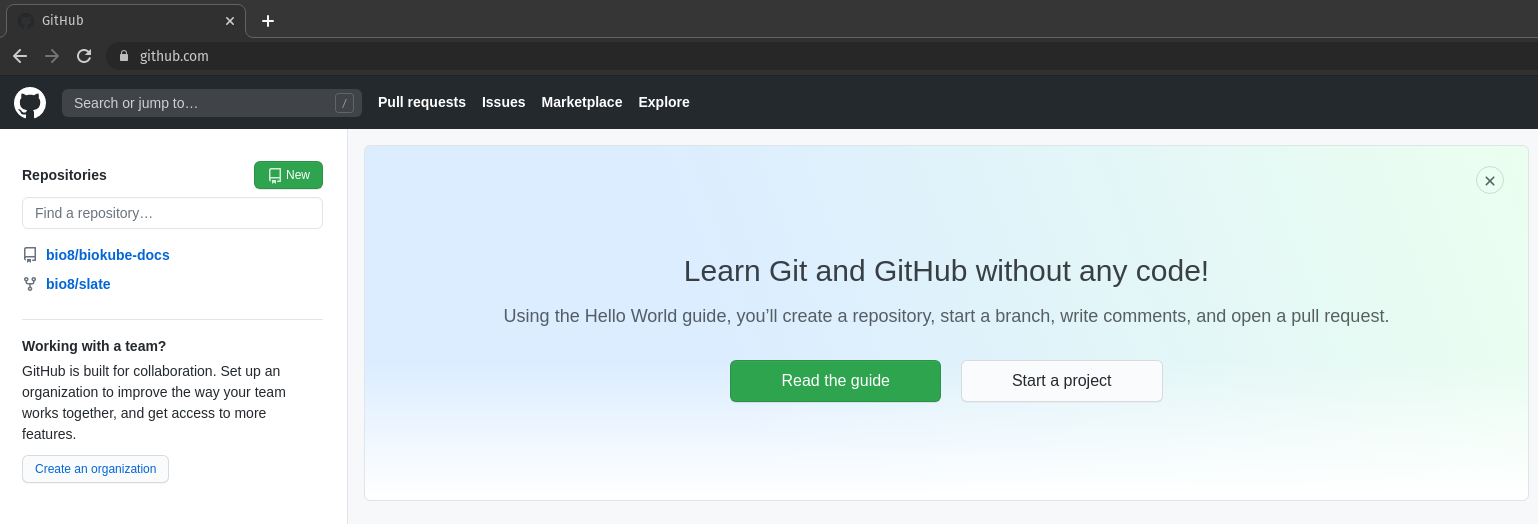 GitHub
github.com
Search or jump to…
/
Pull requests
Issues
Marketplace
Explore
Repositories
New
Find a repository…
bio8/biokube-docs
bio8/slate
Working with a team?
GitHub is built for collaboration. Set up an
organization to improve the way your team
works together, and get access to more
features.
Create an organization
Learn Git and GitHub without any code!
Using the Hello World guide, you’ll create a repository, start a branch, write comments, and open a pull request.
Read the guide
Start a project